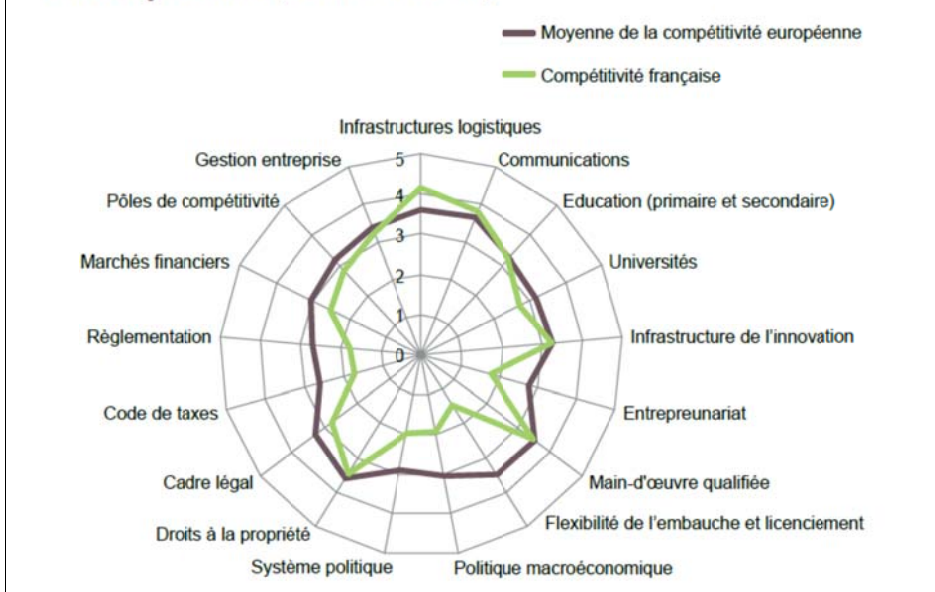 Moyenne de la compétitivité européenne
Compétitivité française
Infrastructures logistiques
Gestion entreprise
5
Communications
Pôles de compétitivité
4
Education (primaire et secondaire)
3
Marchés financiers
Universités
2
1
Règlementation
Infrastructure de l'innovation
0
Code de taxes
Entrepreunariat
Cadre légal
Main-d'œuvre qualifiée
Droits à la propriété
Flexibilité de l'embauche et licenciement
Système politique
Politique macroéconomique